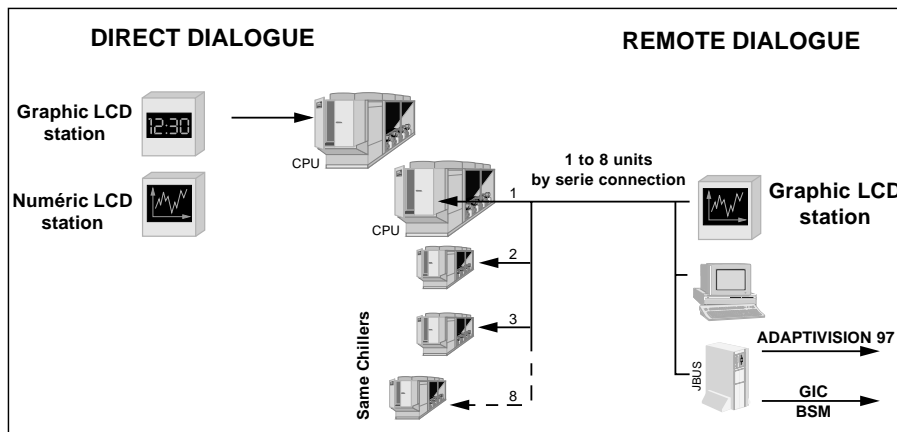 DIRECT DIALOGUE
REMOTE DIALOGUE
Graphic LCD
station
12:30
CPU
Numéric LCD
station
CPU
1 to 8 units
by serie connection
1
2
3
8
Same Chillers
Graphic LCD
station
JBUS
ADAPTIVISION 97
GIC
BSM